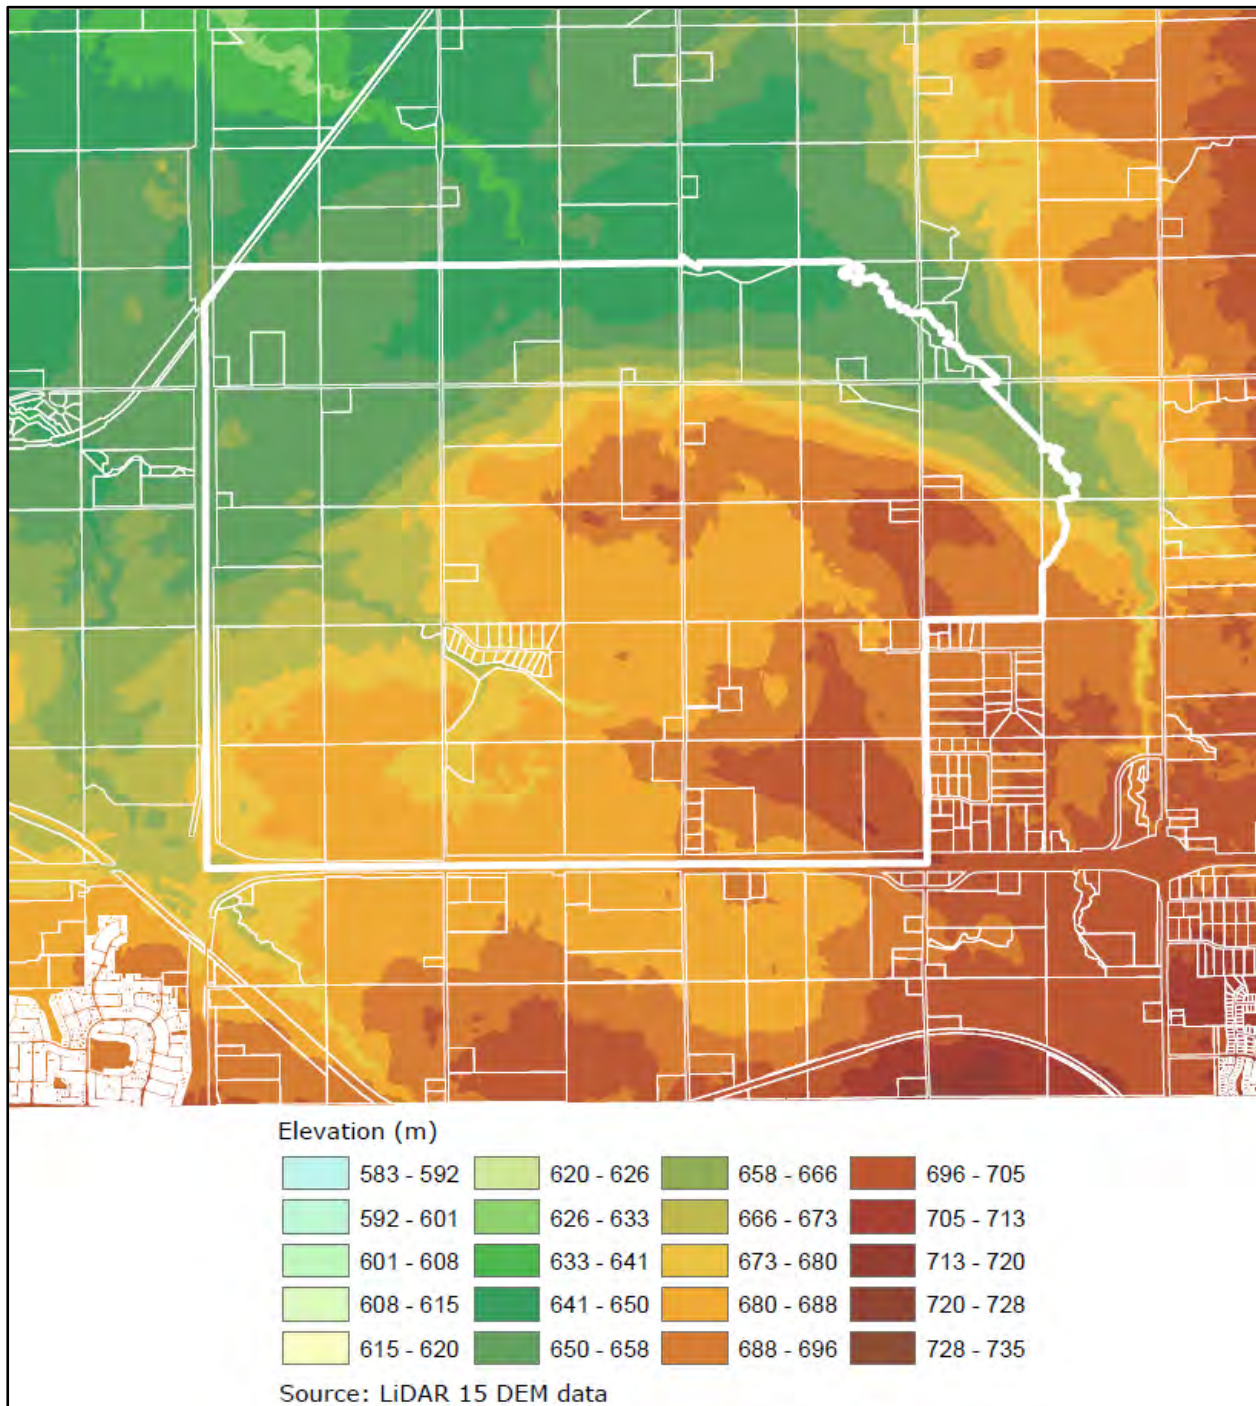 Elevation (m)
583 - 592 620 - 626 658 - 666 696 - 705
592 - 601 626 - 633 666 - 673 705 - 713
601 - 608 633 - 641 673 - 680 713 - 720
608 - 615 641 - 650 680 - 688 720 - 728
615 - 620 650 - 658 688 - 696 728 - 735
Source: LiDAR 15 DEM data